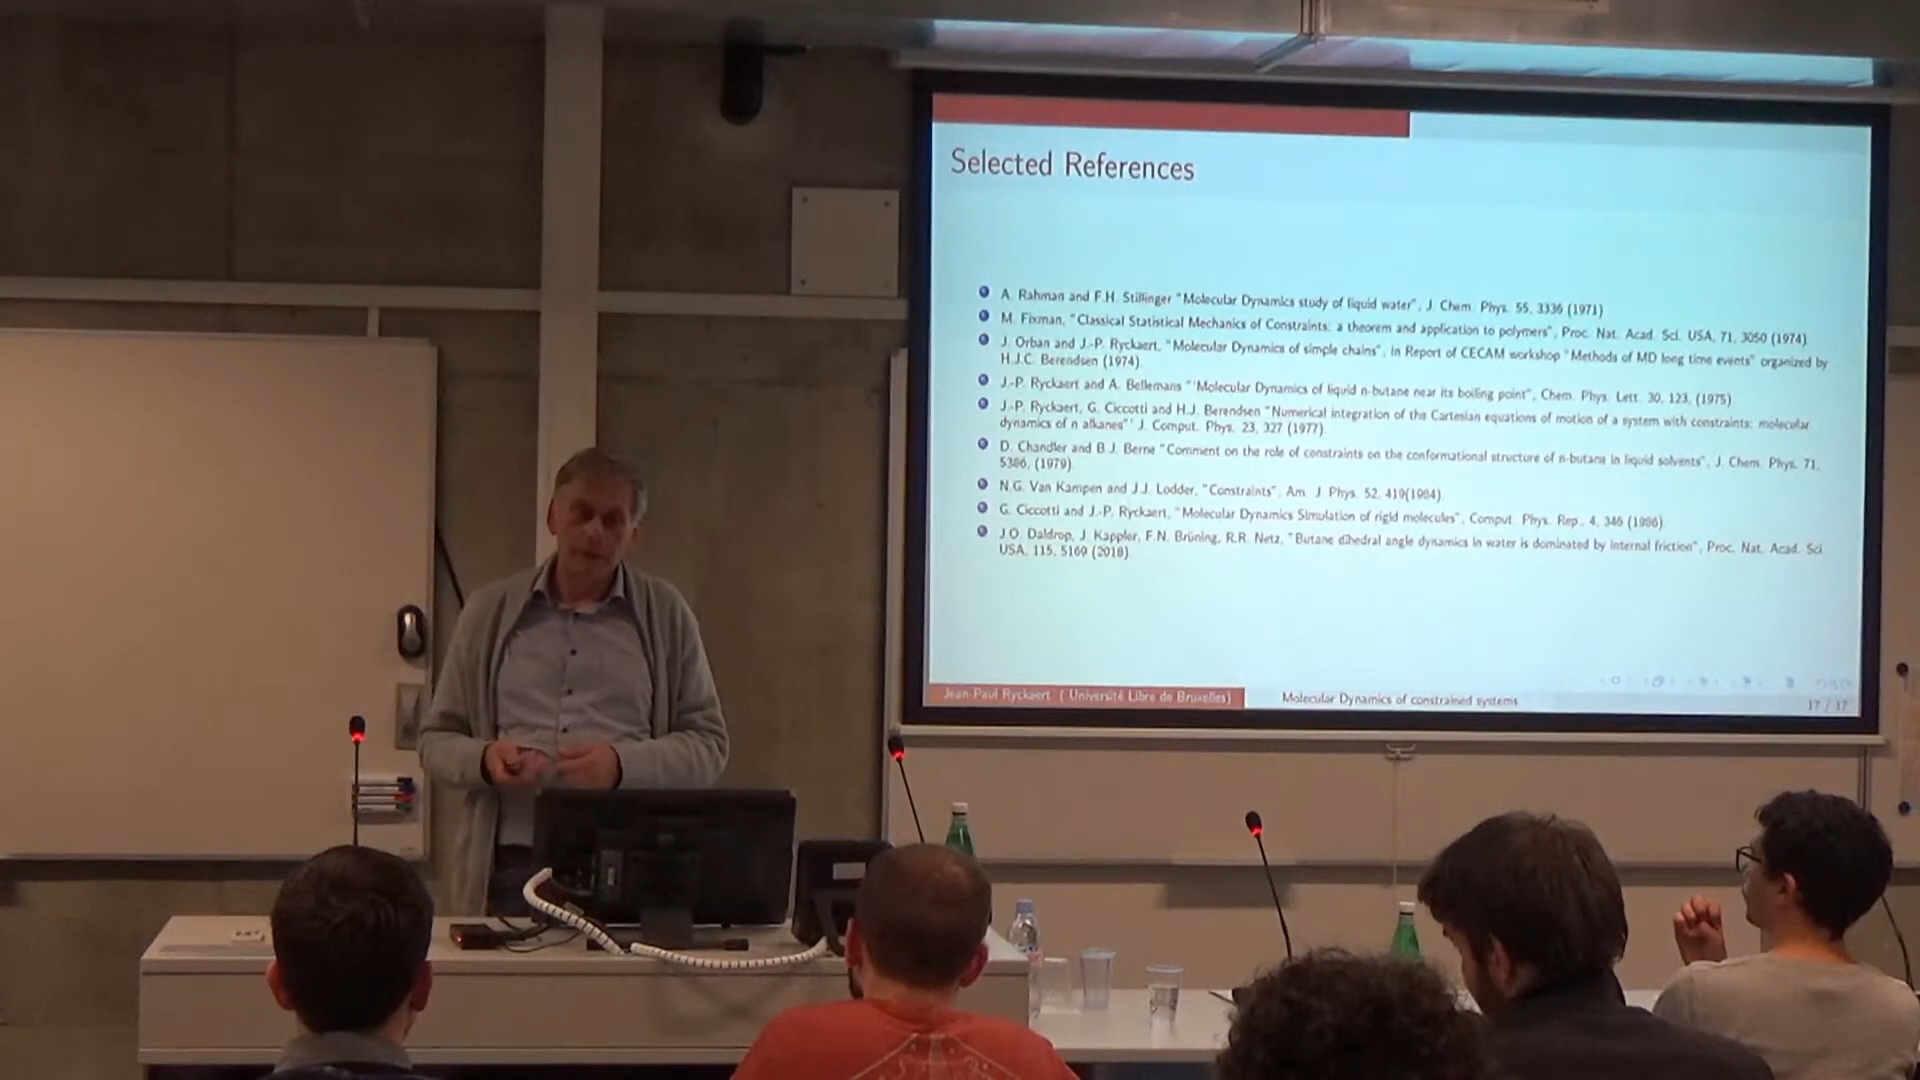 Selected References
A. Rahman and F.H. Stillinger "Molecular Dynamics study of liquid water", J. Chem. Phys. 55, 3336 (1971)
M. Fixman, "Classical Statistical Mechanics of Constraints: a theorem and application to polymers", Proc. Nat. Acad. Sci. USA, 71, 3050 (1974)
J. Orban and J.-P. Ryckaert, "Molecular Dynamics of simple chains", in Report of CECAM workshop "Methods of MD long time events" organized by
H.J.C. Berendsen (1974).
J.-P. Ryckaert and A. Bellemans "'Molecular Dynamics of liquid n-butane near its boiling point", Chem. Phys. Lett. 30, 123, (1975)
J.-P. Ryckaert, G. Ciccotti and H.J. Berendsen "Numerical integration of the Cartesian equations of motion of a system with constraints: molecular
dynamics of n alkanes"' J. Comput. Phys. 23, 327 (1977).
D. Chandler and B.J. Berne "Comment on the role of constraints on the conformational structure of n-butane in liquid solvents", J. Chem. Phys. 71,
5386, (1979).
N.G. Van Kampen and J.J. Lodder, "Constraints", Am. J. Phys. 52, 419(1984).
G. Ciccotti and J.-P. Ryckaert, "Molecular Dynamics Simulation of rigid molecules", Comput. Phys. Rep., 4, 346 (1986)
J.O. Daldrop, J. Kappler, F.N. Brüning, R.R. Netz, "Butane dihedral angle dynamics in water is dominated by internal friction", Proc. Nat. Acad. Sci
USA, 115, 5169 (2018).
Jean-Paul Ryckaert ( Université Libre de Bruxelles)
Molecular Dynamics of constrained systems
17 / 17